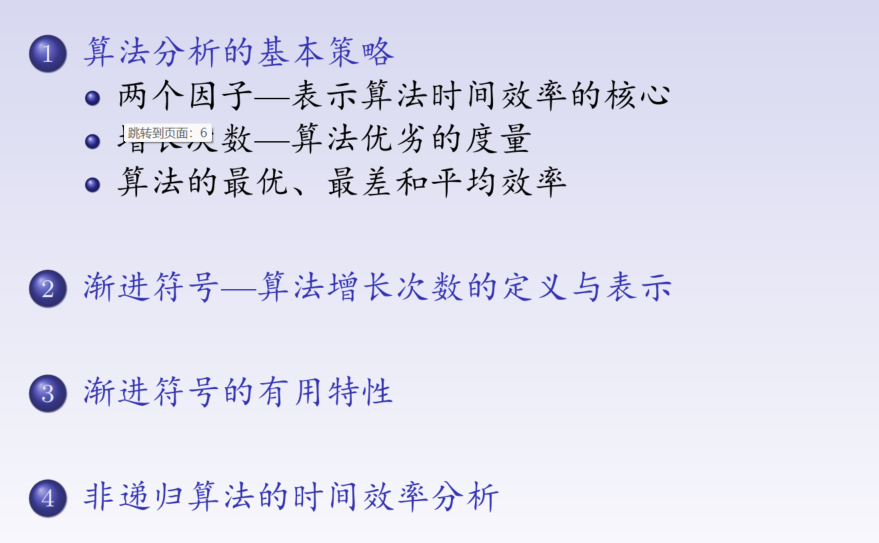 1 算法分析的基本策略
两个因子—表示算法时间效率的核心
增长次数—算法优劣的度量
跳转到页面：6
算法的最优、最差和平均效率
2 渐进符号—算法增长次数的定义与表示
3 渐进符号的有用特性
4 非递归算法的时间效率分析